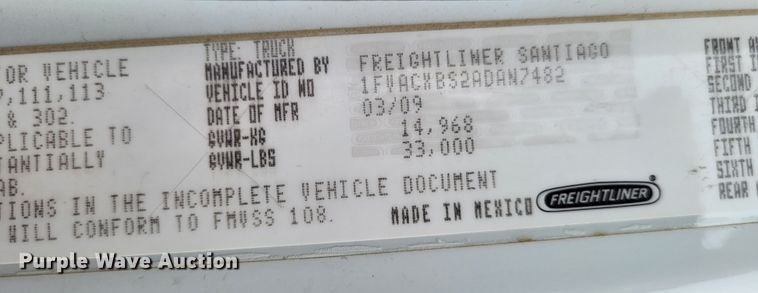 TYPE: TRUCK
OR VEHICLE MANUFACTURED BY FREIGHTLINER SANTIAGO FRONT
,111,113 VEHICLE ID NO 1FVACXBS2ADAN7482 FIRST
& 302. DATE OF MFR 03/09 SECOND
PLICABLE TO GVWR-KG 14,968 THIRD
TANTIALLY GVWR-LBS 33,000 FOURTH
AB. FIFTH
TIONS IN THE INCOMPLETE VEHICLE DOCUMENT SIXTH
WILL CONFORM TO FMVSS 108. MADE IN MEXICO FREIGHTLINER® REAR
Purple Wave Auction